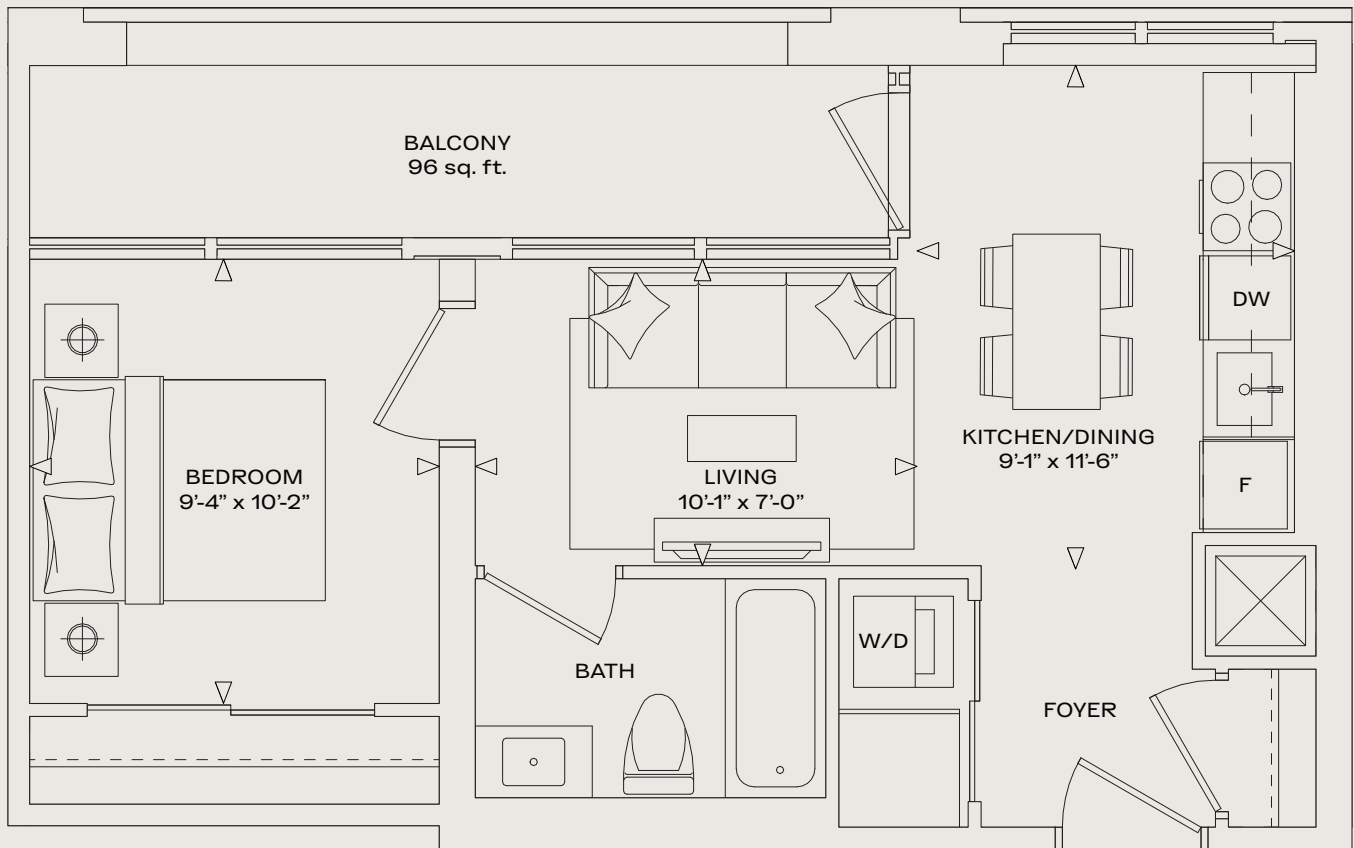 BALCONY
96 sq. ft.
DW
KITCHEN/DINING
9’-1” x 11’-6”
BEDROOM
9’-4” x 10’-2”
LIVING
10’-1” x 7’-0”
F
W/D
BATH
FOYER